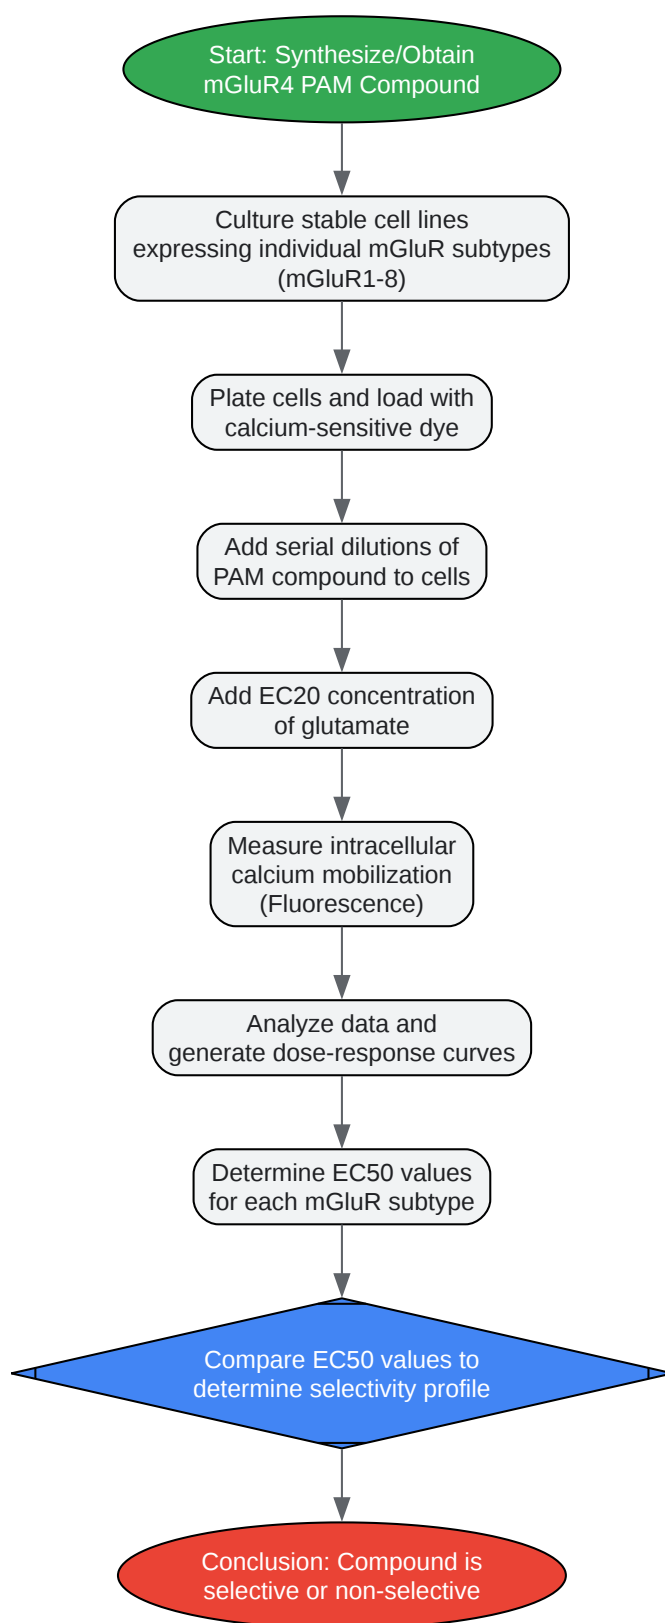 Start: Synthesize/Obtain
mGluR4 PAM Compound
Culture stable cell lines
expressing individual mGluR subtypes
(mGluR1-8)
Plate cells and load with
calcium-sensitive dye
Add serial dilutions of
PAM compound to cells
Add EC20 concentration
of glutamate
Measure intracellular
calcium mobilization
(Fluorescence)
Analyze data and
generate dose-response curves
Determine EC50 values
for each mGluR subtype
Compare EC50 values to
determine selectivity profile
Conclusion: Compound is
selective or non-selective